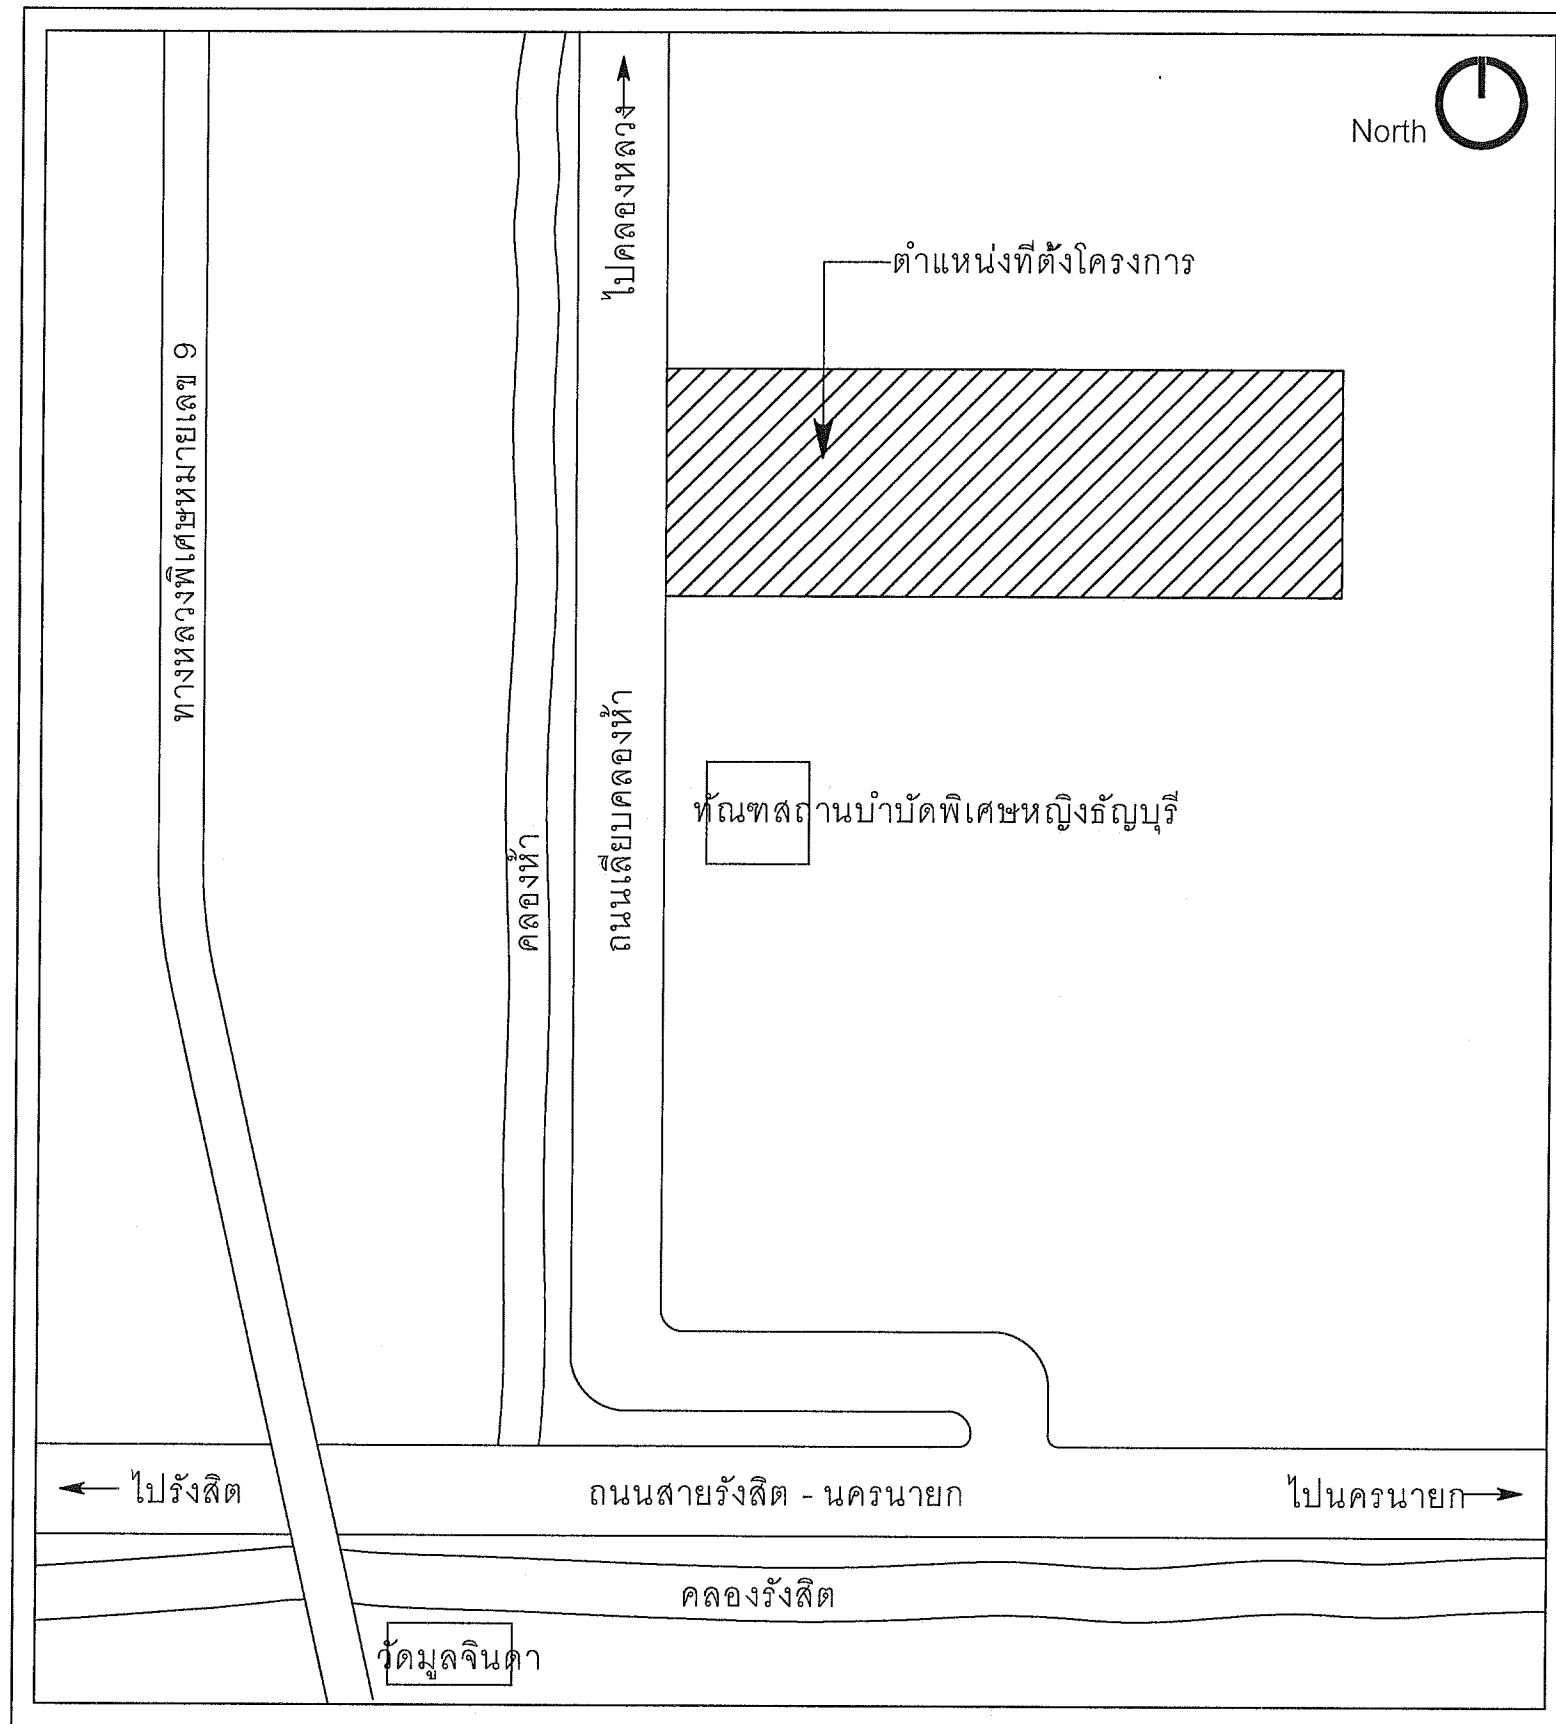 North
ไปคลองหลวง
ตำแหน่งที่ตั้งโครงการ
ทางหลวงพิเศษหมายเลข 9
ถนนเลียบคลองห้า
ทัณฑสถานบำบัดพิเศษหญิงธัญบุรี
คลองห้า
ไปรังสิต
ถนนสายรังสิต - นครนายก
ไปนครนายก
คลองรังสิต
วัดมูลจินดา